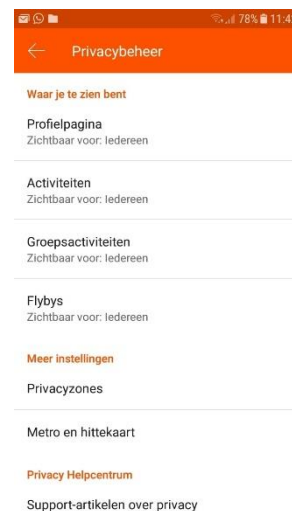 78% 11:4
Privacybeheer
Waar je te zien bent
Profielpagina
Zichtbaar voor: Iedereen
Activiteiten
Zichtbaar voor: Iedereen
Groepsactiviteiten
Zichtbaar voor: Iedereen
Flybys
Zichtbaar voor: Iedereen
Meer instellingen
Privacyzones
Metro en hittekaart
Privacy Helpcentrum
Support-artikelen over privacy